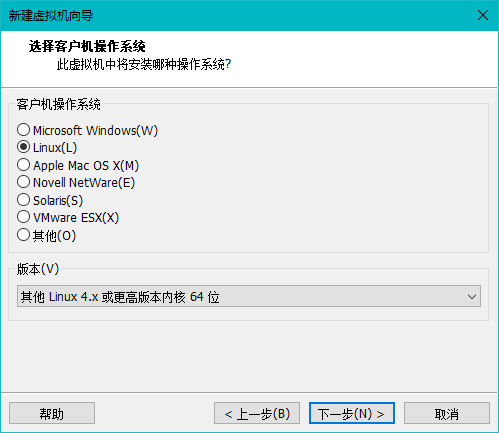 新建虚拟机向导
选择客户机操作系统
此虚拟机中将安装哪种操作系统?
客户机操作系统
Microsoft Windows(W)
Linux(L)
Apple Mac OS X(M)
Novell NetWare(E)
Solaris(S)
VMware ESX(X)
其他(O)
版本(V)
其他 Linux 4.x 或更高版本内核 64 位
帮助
< 上一步(B)
下一步(N) >
取消